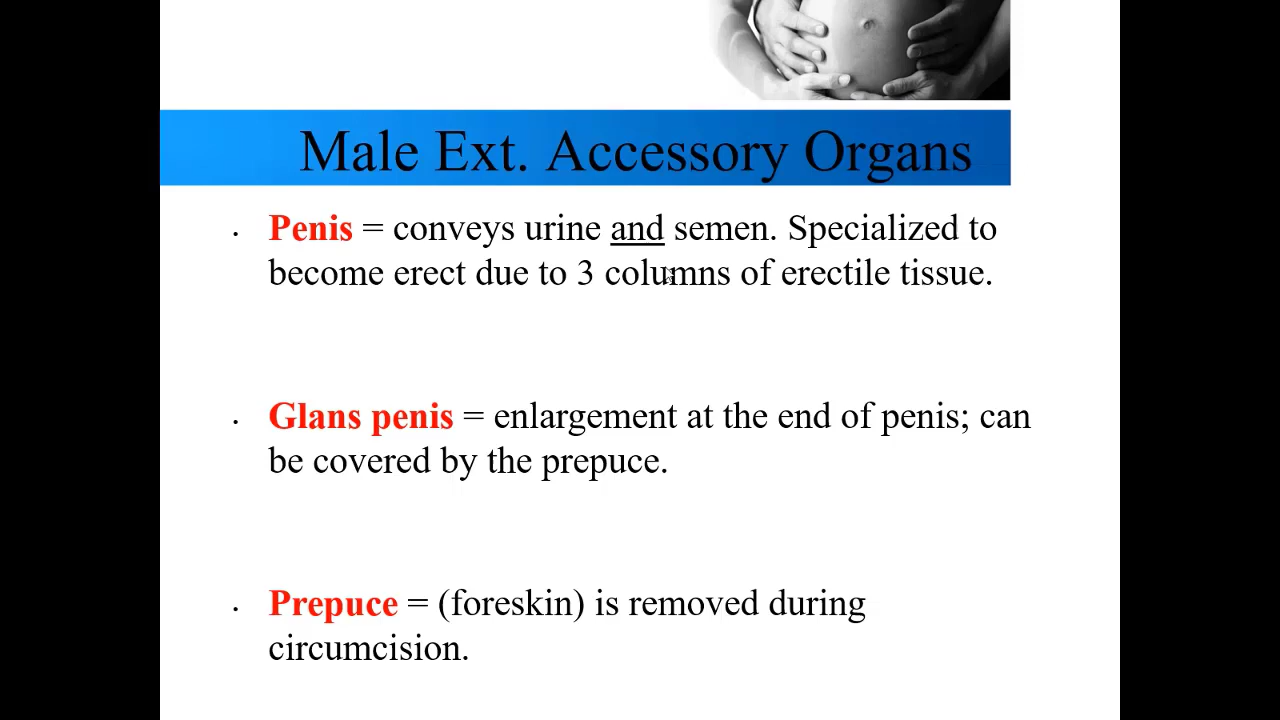 Male Ext. Accessory Organs
• Penis = conveys urine and semen. Specialized to
become erect due to 3 columns of erectile tissue.
• Glans penis = enlargement at the end of penis; can
be covered by the prepuce.
• Prepuce = (foreskin) is removed during
circumcision.